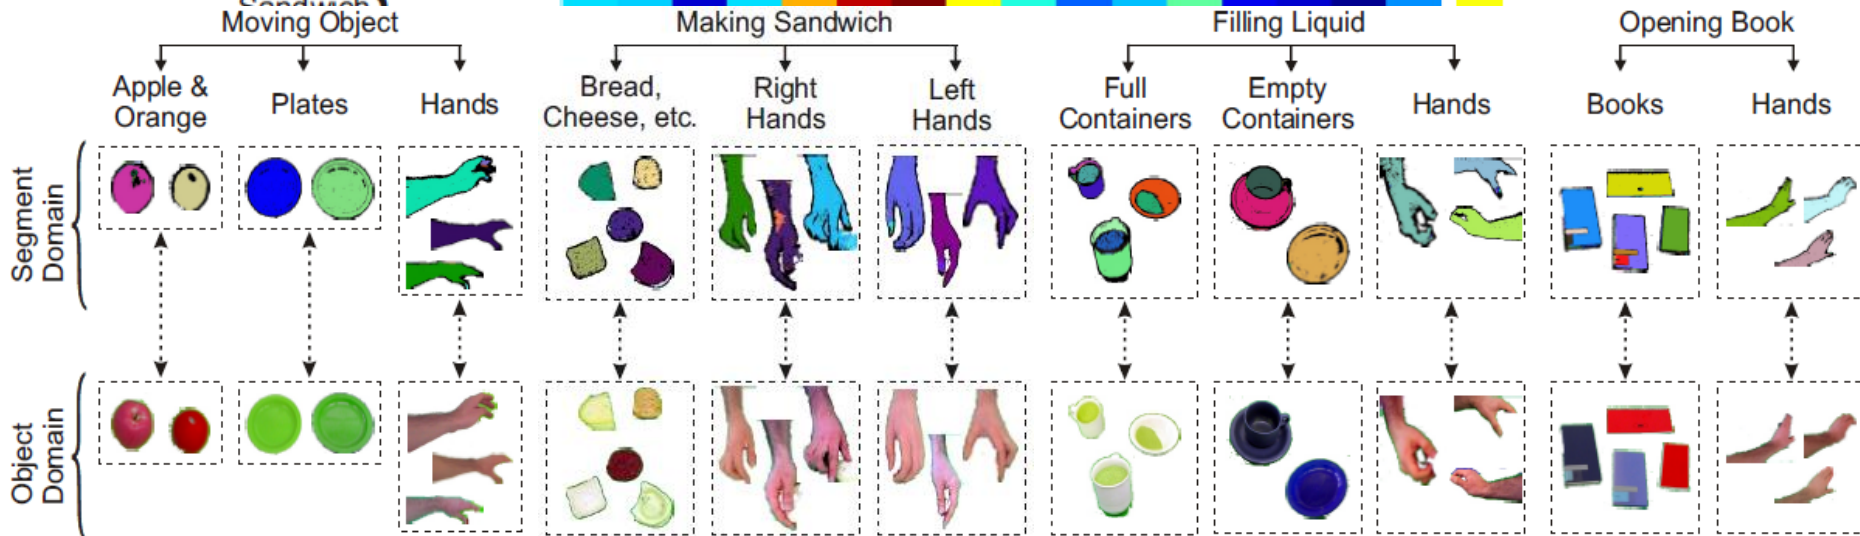 Sandwich)
Moving Object
Making Sandwich
Filling Liquid
Opening Book
Apple &
Orange
Plates
Hands
Bread,
Cheese, etc.
Right
Hands
Left
Hands
Full
Containers
Empty
Containers
Hands
Books
Hands
Segment
Domain
Object
Domain